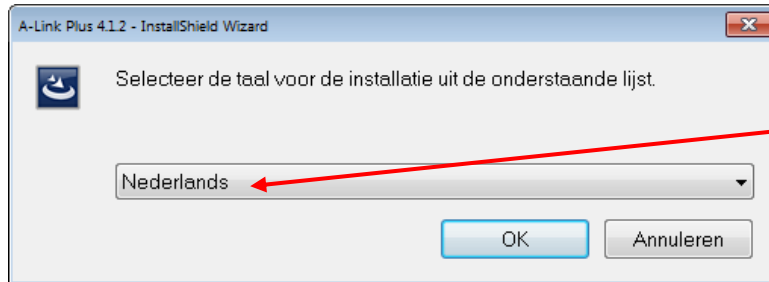 A-Link Plus 4.1.2 - InstallShield Wizard
Selecteer de taal voor de installatie uit de onderstaande lijst.
Nederlands
OK
Annuleren